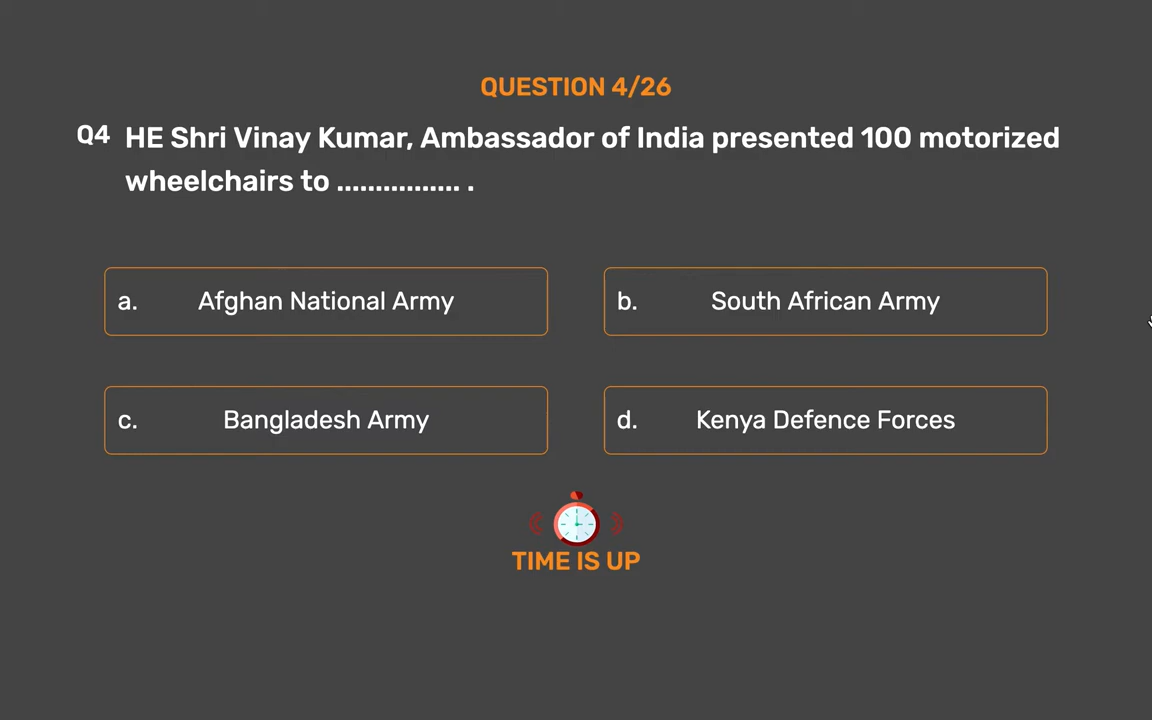 QUESTION 4/26
Q4 HE Shri Vinay Kumar, Ambassador of India presented 100 motorized
wheelchairs to ................ .
a. Afghan National Army
b. South African Army
c. Bangladesh Army
d. Kenya Defence Forces
TIME IS UP